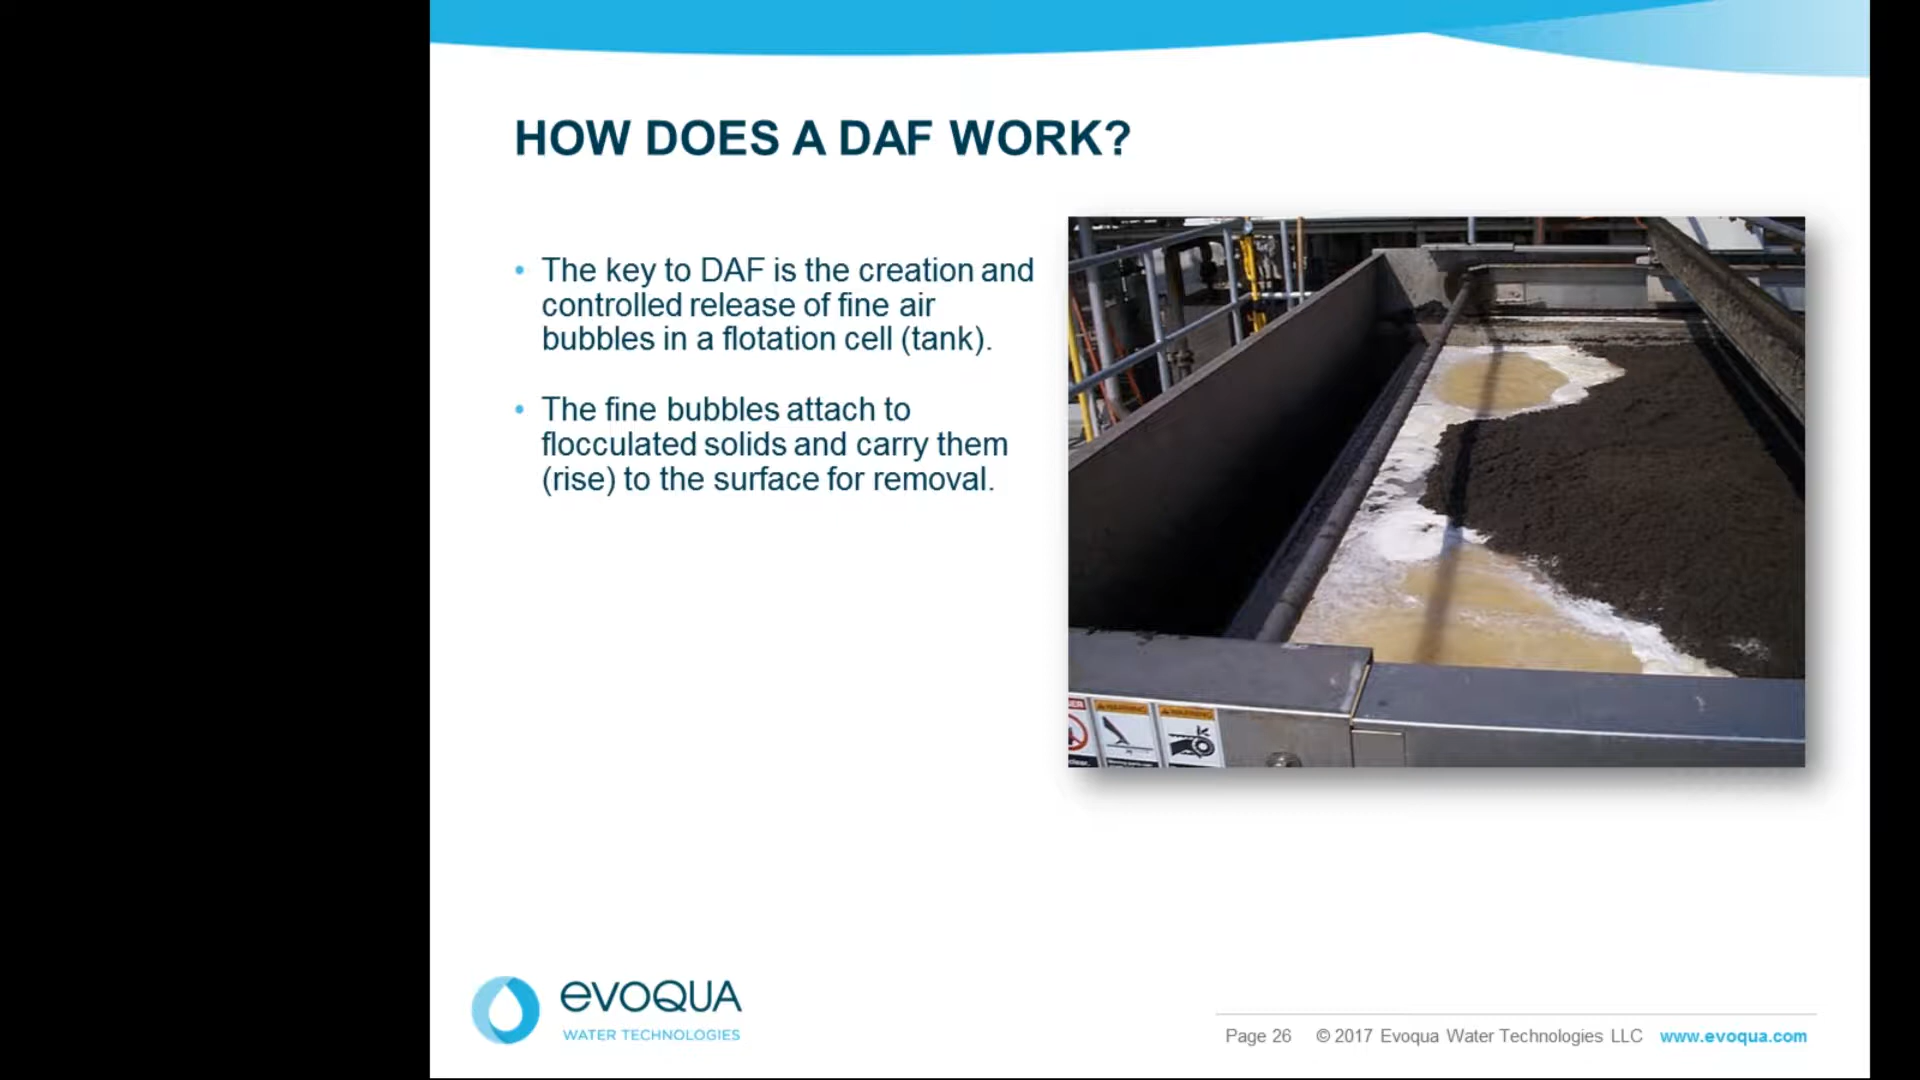 HOW DOES A DAF WORK?
• The key to DAF is the creation and
controlled release of fine air
bubbles in a flotation cell (tank).
• The fine bubbles attach to
flocculated solids and carry them
(rise) to the surface for removal.
WARNING
WARNING
evoQUA
WATER TECHNOLOGIES
Page 26 © 2017 Evoqua Water Technologies LLC www.evoqua.com